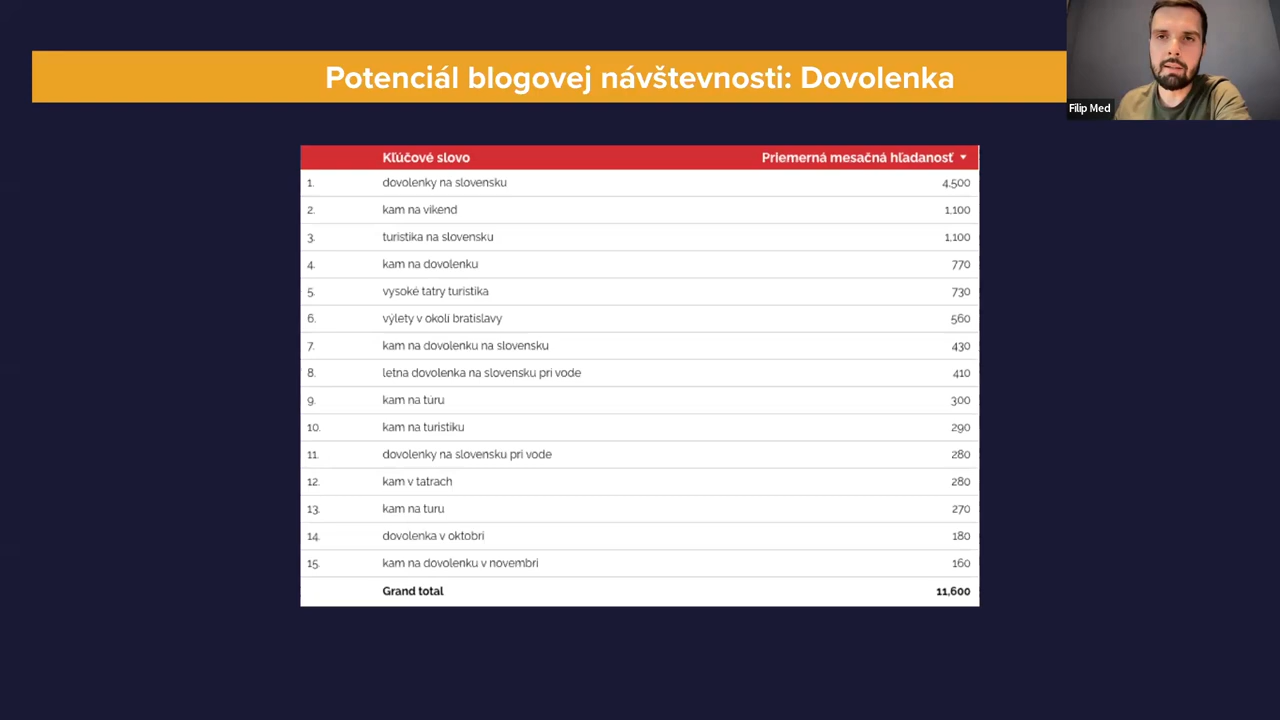 Potenciál blogovej návštevnosti: Dovolenka
Filip Med
Kľúčové slovo Priemerná mesačná hľadanosť
1. dovolenky na slovensku 4,500
2. kam na víkend 1,100
3. turistika na slovensku 1,100
4. kam na dovolenku 770
5. vysoké tatry turistika 730
6. výlety v okolí bratislavy 560
7. kam na dovolenku na slovensku 430
8. letna dovolenka na slovensku pri vode 410
9. kam na túru 300
10. kam na turistiku 290
11. dovolenky na slovensku pri vode 280
12. kam v tatrach 280
13. kam na turu 270
14. dovolenka v oktobri 180
15. kam na dovolenku v novembri 160
Grand total 11,600